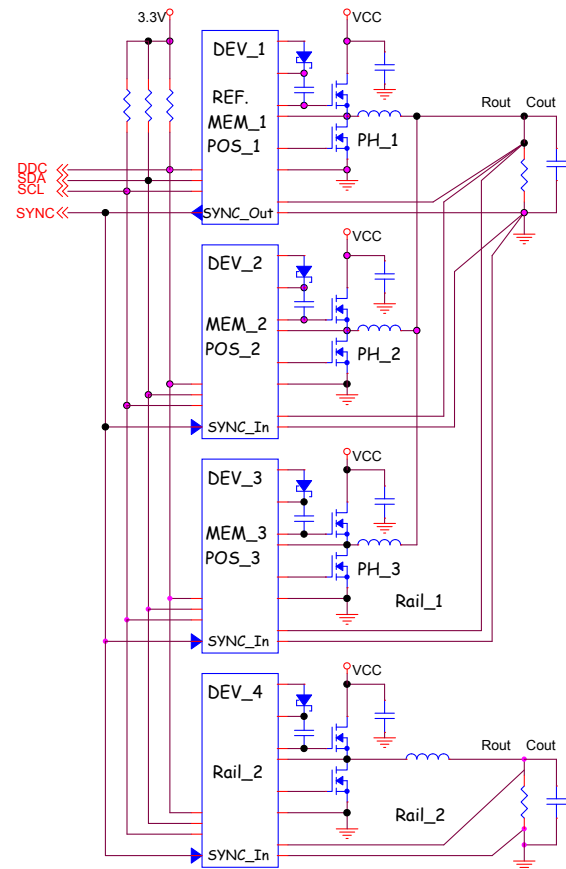 3.3V
VCC
DEV_1
REF.
MEM_1
POS_1
PH_1
Rout
Cout
DDC
SDA
SCL
SYNC
SYNC_Out
VCC
DEV_2
MEM_2
POS_2
PH_2
SYNC_In
VCC
DEV_3
MEM_3
POS_3
PH_3
Rail_1
SYNC_In
VCC
DEV_4
Rout
Cout
Rail_2
Rail_2
SYNC_In